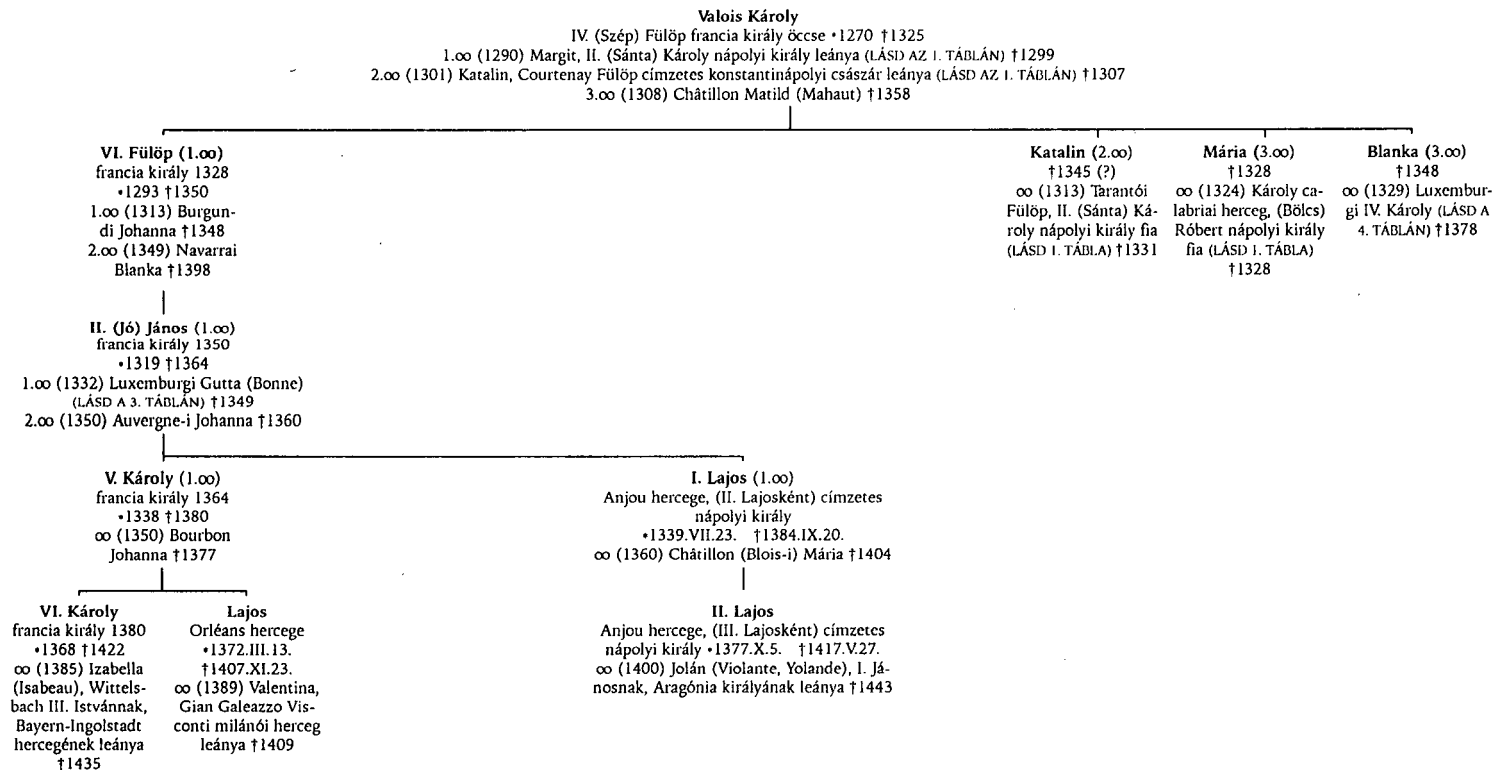 Valois Károly
IV. (Szép) Fülöp francia király öccse •1270 †1325
1.∞ (1290) Margit, II. (Sánta) Károly nápolyi király leánya (LÁSD AZ I. TÁBLÁN) †1299
2.∞ (1301) Katalin, Courtenay Fülöp címzetes konstantinápolyi császár leánya (LÁSD AZ I. TÁBLÁN) †1307
3.∞ (1308) Châtillon Matild (Mahaut) †1358
VI. Fülöp (1.∞)
francia király 1328
•1293 †1350
1.∞ (1313) Burgun-
di Johanna †1348
2.∞ (1349) Navarrai
Blanka †1398
Katalin (2.∞)
†1345 (?)
∞ (1313) Tarantói
Fülöp, II. (Sánta) Ká-
roly nápolyi király fia
(LÁSD I. TÁBLA) †1331
Mária (3.∞)
†1328
∞ (1324) Károly ca-
labriai herceg, (Bölcs)
Róbert nápolyi király
fia (LÁSD I. TÁBLA)
†1328
Blanka (3.∞)
†1348
∞ (1329) Luxembur-
gi IV. Károly (LÁSD A
4. TÁBLÁN) †1378
II. (Jó) János (1.∞)
francia király 1350
•1319 †1364
1.∞ (1332) Luxemburgi Gutta (Bonne)
(LÁSD A 3. TÁBLÁN) †1349
2.∞ (1350) Auvergne-i Johanna †1360
V. Károly (1.∞)
francia király 1364
•1338 †1380
∞ (1350) Bourbon
Johanna †1377
I. Lajos (1.∞)
Anjou hercege, (II. Lajosként) címzetes
nápolyi király
•1339.VII.23. †1384.IX.20.
∞ (1360) Châtillon (Blois-i) Mária †1404
VI. Károly
francia király 1380
•1368 †1422
∞ (1385) Izabella
(Isabeau), Wittels-
bach III. Istvánnak,
Bayern-Ingolstadt
hercegének leánya
†1435
Lajos
Orléans hercege
•1372.III.13.
†1407.XI.23.
∞ (1389) Valentina,
Gian Galeazzo Vis-
conti milánói herceg
leánya †1409
II. Lajos
Anjou hercege, (III. Lajosként) címzetes
nápolyi király •1377.X.5. †1417.V.27.
∞ (1400) Jolán (Violante, Yolande), I. Já-
nosnak, Aragónia királyának leánya †1443